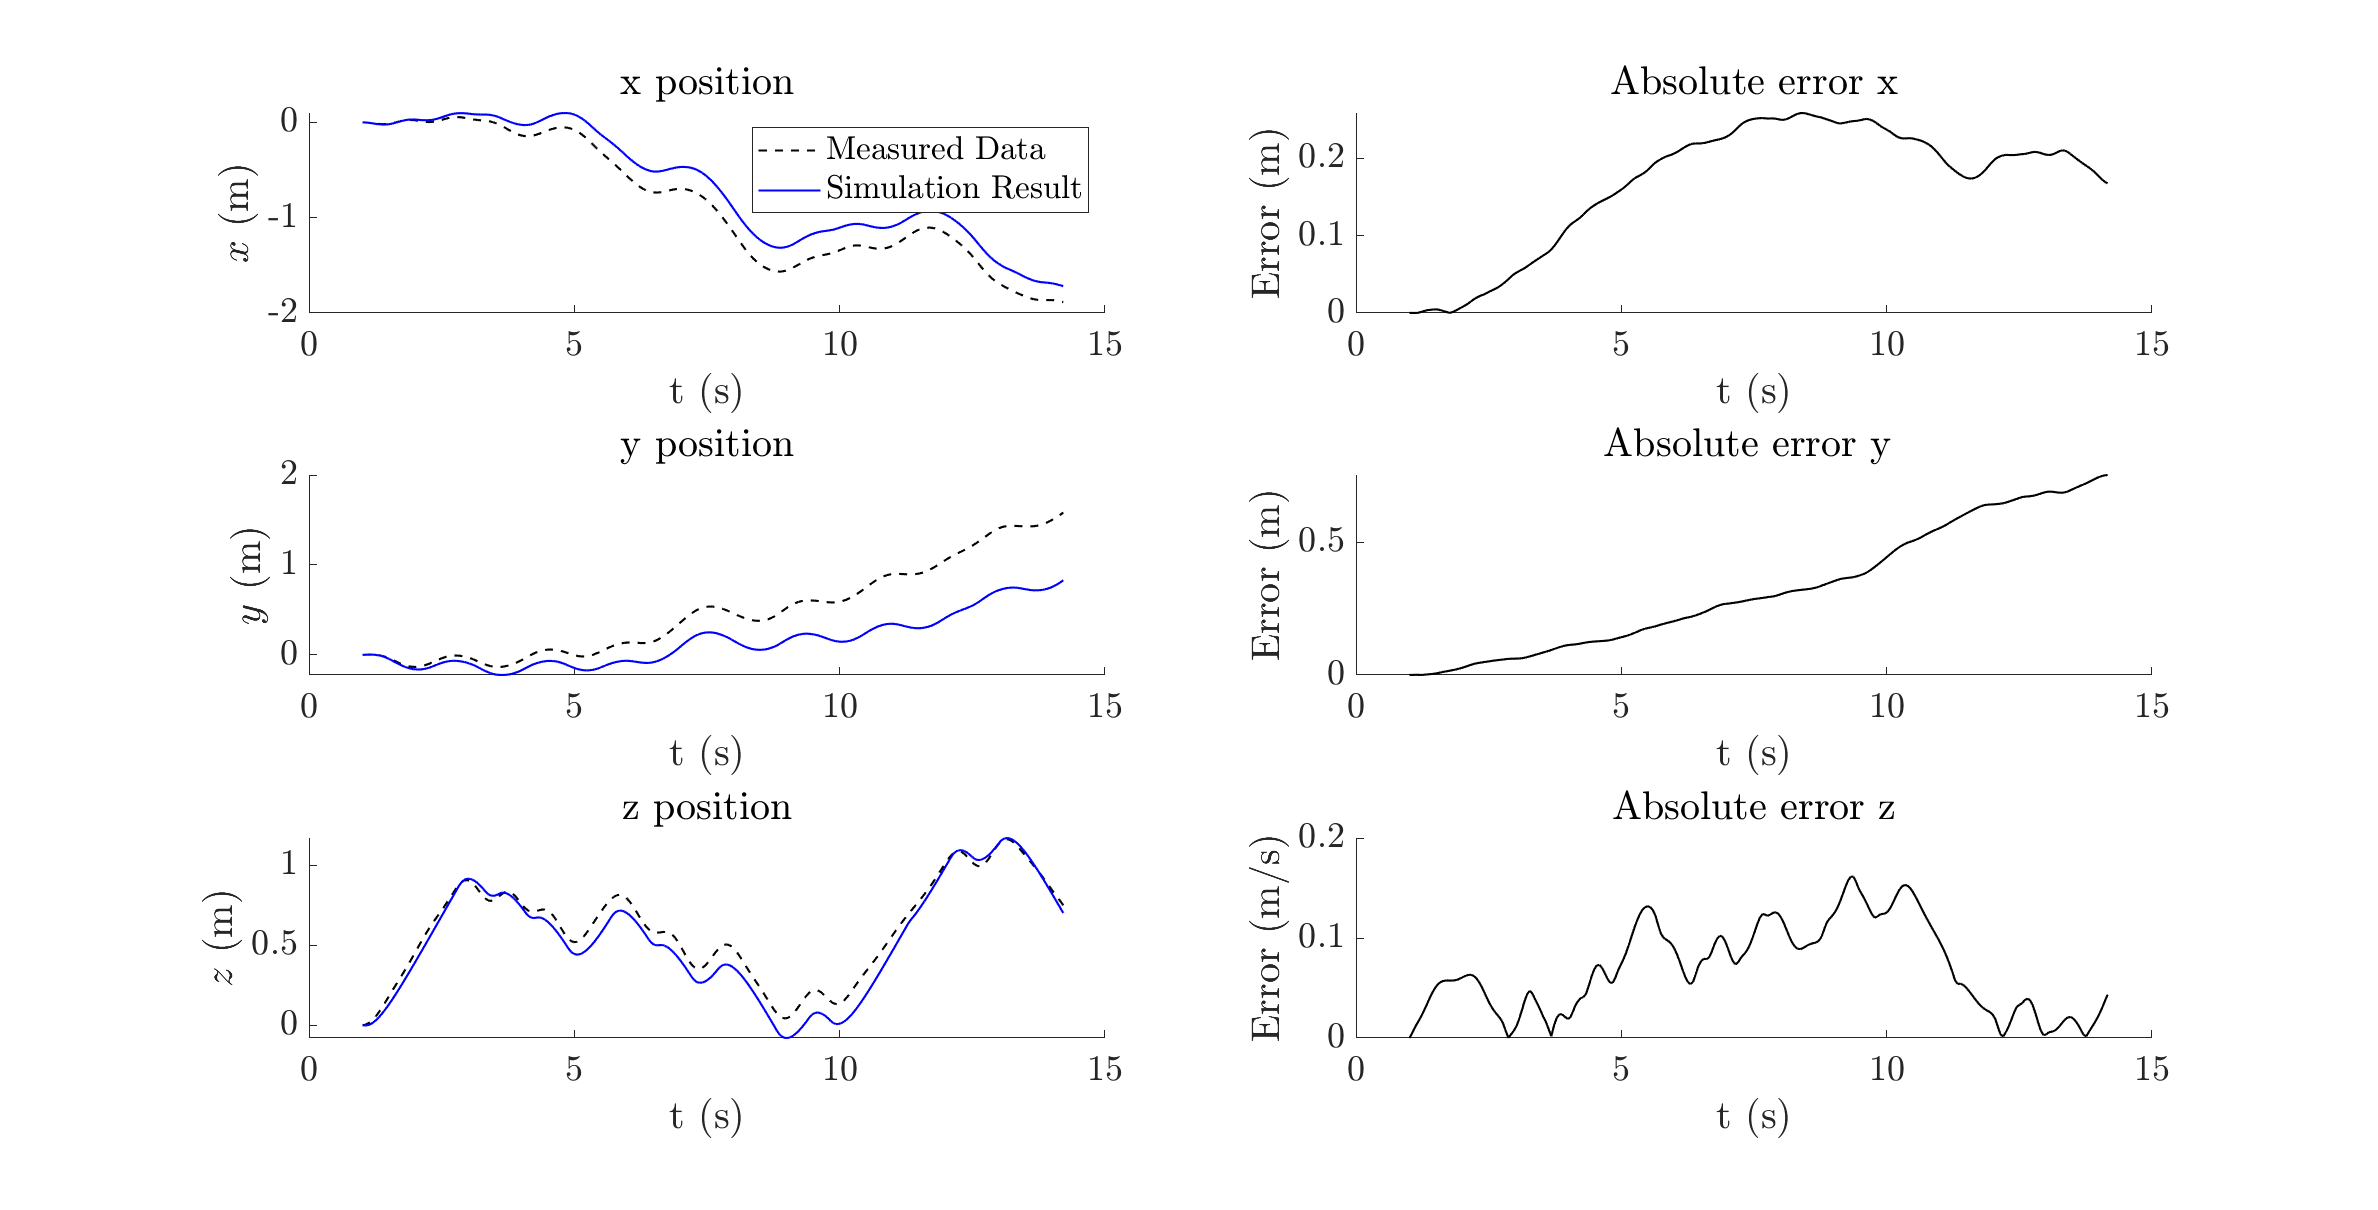 x position
0
-1
-2
x (m)
Measured Data
Simulation Result
0 5 10 15
t (s)
Absolute error x
0.2
0.1
0
Error (m)
0 5 10 15
t (s)
y position
2
1
0
y (m)
0 5 10 15
t (s)
Absolute error y
0.5
0
Error (m)
0 5 10 15
t (s)
z position
1
0.5
0
z (m)
0 5 10 15
t (s)
Absolute error z
0.2
0.1
0
Error (m/s)
0 5 10 15
t (s)